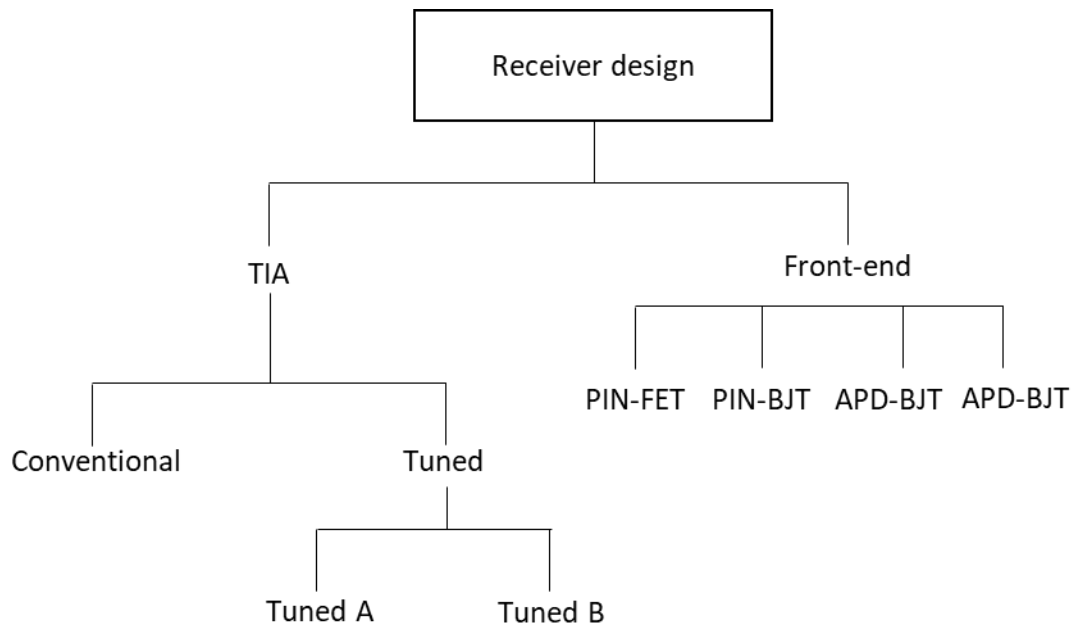 Receiver design
TIA
Front-end
PIN-FET
PIN-BJT
APD-BJT
APD-BJT
Conventional
Tuned
Tuned A
Tuned B